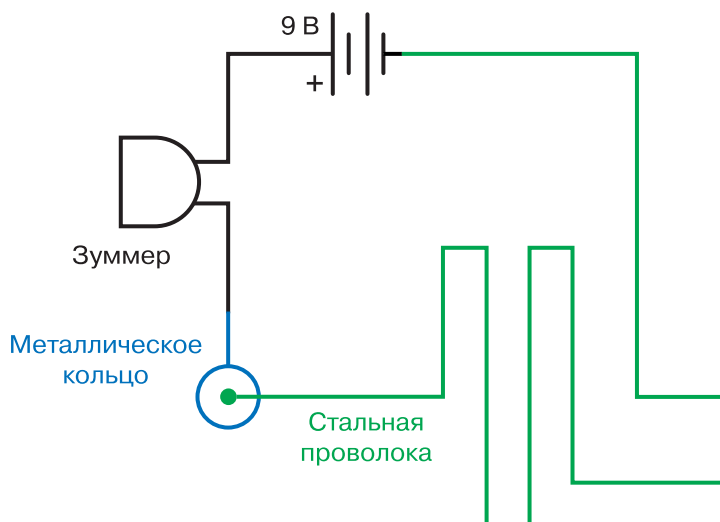 9 В
+
Зуммер
Металлическое
кольцо
Стальная
проволока